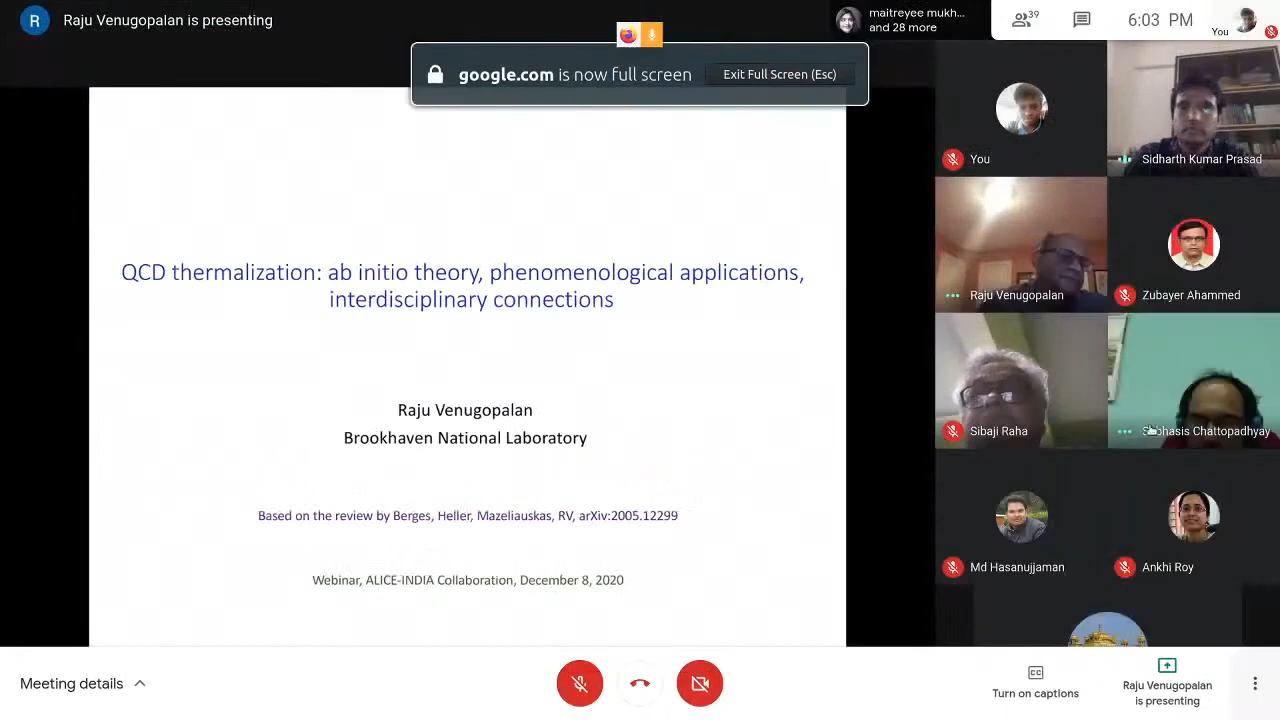 R
Raju Venugopalan is presenting
maitreyee mukh...
and 28 more
39
6:03 PM
You
google.com is now full screen
Exit Full Screen (Esc)
QCD thermalization: ab initio theory, phenomenological applications,
interdisciplinary connections
Raju Venugopalan
Brookhaven National Laboratory
Based on the review by Berges, Heller, Mazeliauskas, RV, arXiv:2005.12299
Webinar, ALICE-INDIA Collaboration, December 8, 2020
You
Sidharth Kumar Prasad
Raju Venugopalan
Zubayer Ahammed
Sibaji Raha
Subhasis Chattopadhyay
Md Hasanujjaman
Ankhi Roy
Meeting details
CC
Turn on captions
Raju Venugopalan
is presenting